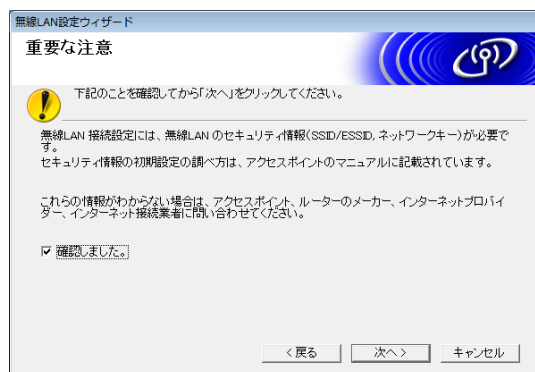 無線LAN設定ウィザード
重要な注意
下記のことを確認してから「次へ」をクリックしてください。
無線LAN 接続設定には、無線LAN のセキュリティ情報(SSID/ESSID, ネットワークキー)が必要で
す。
セキュリティ情報の初期設定の調べ方は、アクセスポイントのマニュアルに記載されています。
これらの情報がわからない場合は、アクセスポイント、ルーターのメーカー、インターネットプロバイ
ダー、インターネット接続業者に問い合わせてください。
確認しました。
< 戻る
次へ >
キャンセル